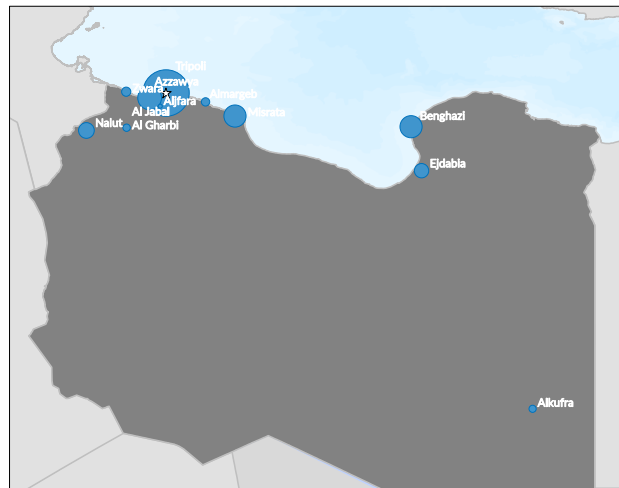 Tripoli
Azzawya
Zwara
Aljfara
Almargeb
Al Jabal
Al Gharbi
Nalut
Misrata
Benghazi
Ejdabia
Alkufra